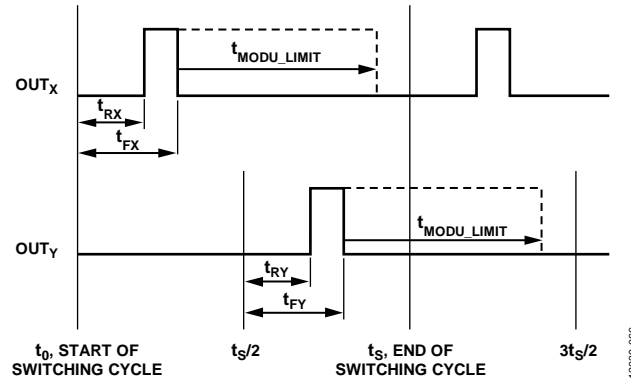 OUTX
tMODU_LIMIT
tRX
tFX
OUTY
tMODU_LIMIT
tRY
tFY
t0, START OF
SWITCHING CYCLE
tS/2
tS, END OF
SWITCHING CYCLE
3tS/2